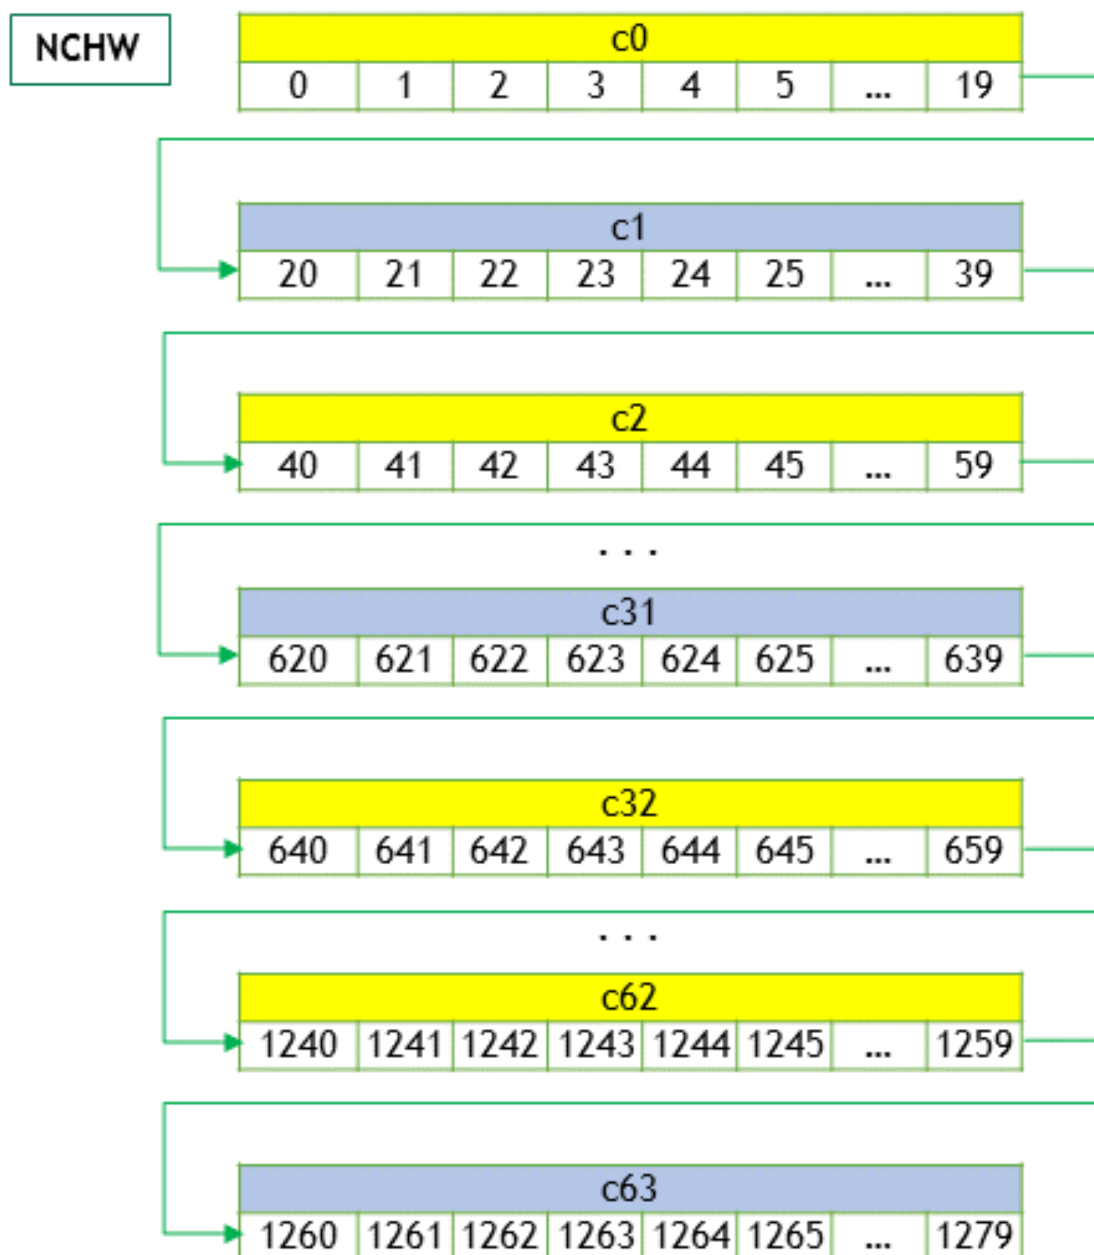 NCHW
c0
0 1 2 3 4 5 ... 19
c1
20 21 22 23 24 25 ... 39
c2
40 41 42 43 44 45 ... 59
. . .
c31
620 621 622 623 624 625 ... 639
c32
640 641 642 643 644 645 ... 659
. . .
c62
1240 1241 1242 1243 1244 1245 ... 1259
c63
1260 1261 1262 1263 1264 1265 ... 1279